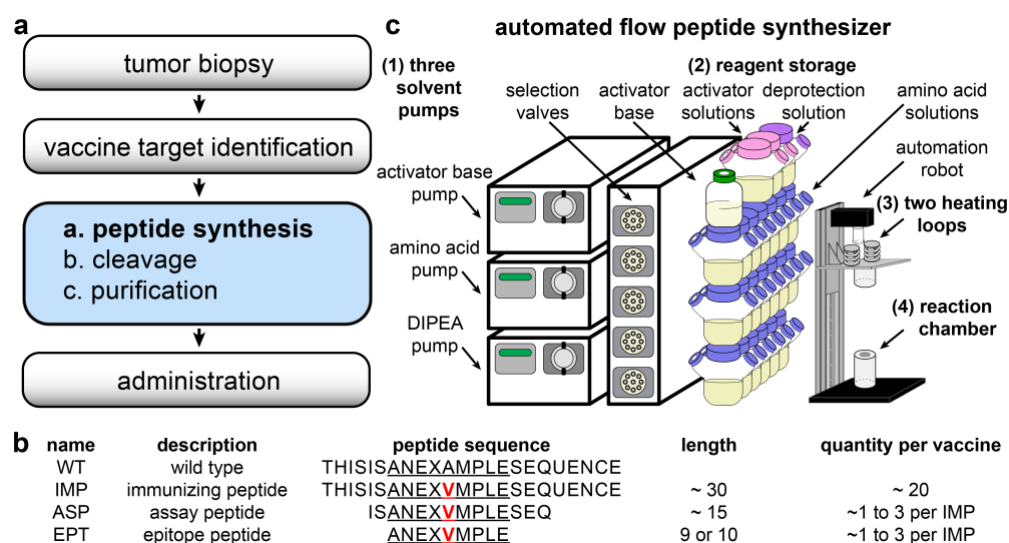 a
tumor biopsy
vaccine target identification
a. peptide synthesis
b. cleavage
c. purification
administration
c
automated flow peptide synthesizer
(1) three
solvent
pumps
selection
valves
activator
base
(2) reagent storage
activator
solutions
deprotection
solution
amino acid
solutions
activator base
pump
amino acid
pump
DIPEA
pump
automation
robot
(3) two heating
loops
(4) reaction
chamber
b
name description peptide sequence length quantity per vaccine
WT wild type THISISANEXAMPLESEQUENCE
IMP immunizing peptide THISISANEXVMPLESEQUENCE ~ 30 ~ 20
ASP assay peptide ISANEXVMPLESEQ ~ 15 ~1 to 3 per IMP
EPT epitope peptide ANEXVMPLE 9 or 10 ~1 to 3 per IMP